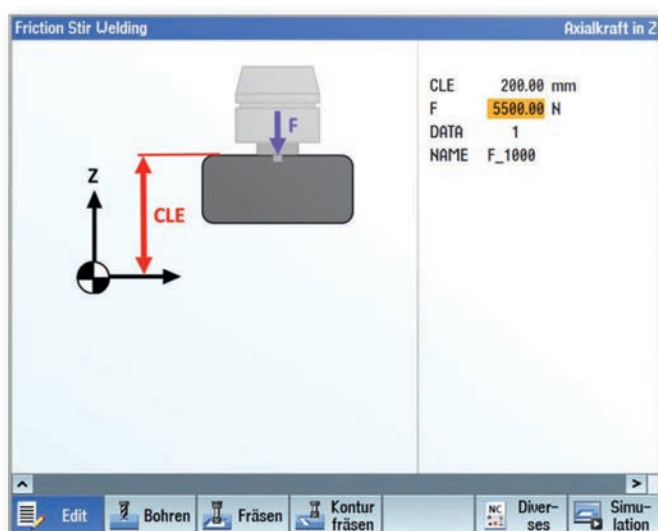 Friction Stir Welding Axialkraft in Z
CLE 200.00 mm
F 5500.00 N
DATA 1
NAME F_1000
F
Z
CLE
Edit
Bohren
Fräsen
Kontur
fräsen
NC
Diver-
ses
Simu-
lation